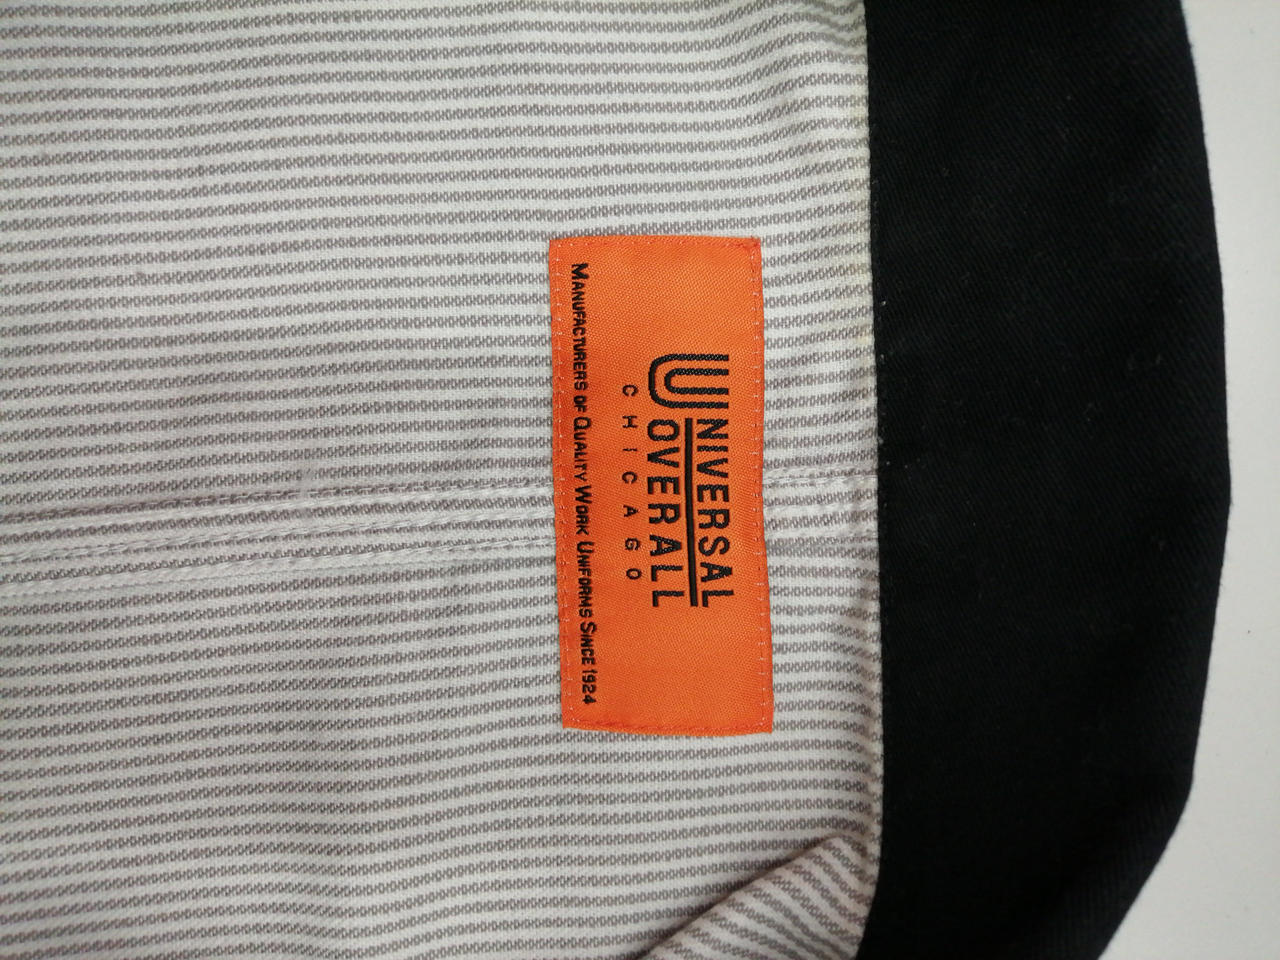 UNIVERSAL
OVERALL
CHICAGO
MANUFACTURERS OF QUALITY WORK UNIFORMS SINCE 1924